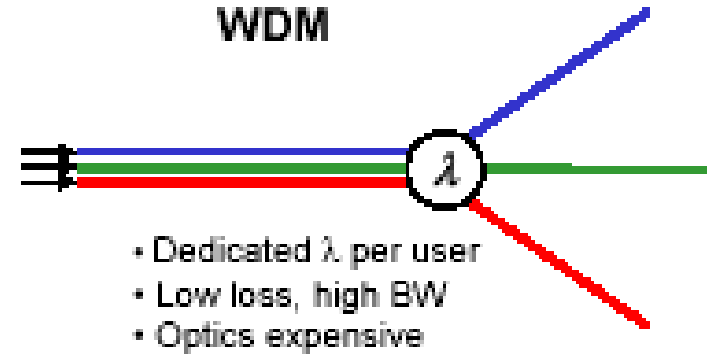 WDM
λ
• Dedicated λ per user
• Low loss, high BW
• Optics expensive